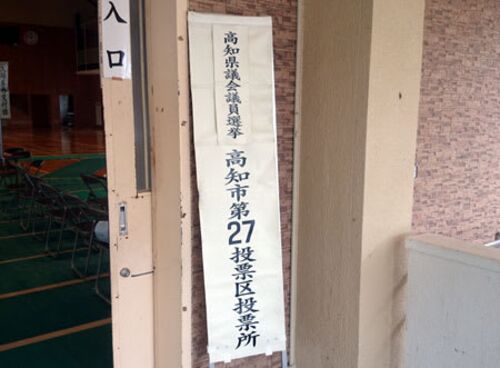 入口
高知県議会議員選挙
高知市第27投票区投票所